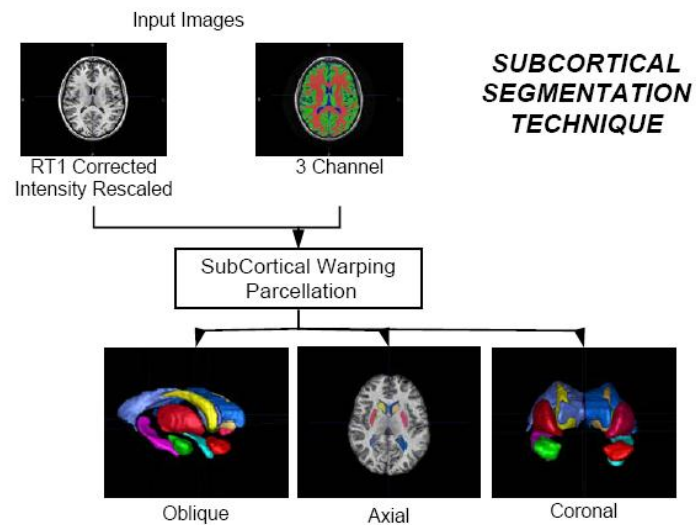 Input Images
SUBCORTICAL
SEGMENTATION
TECHNIQUE
RT1 Corrected
Intensity Rescaled
3 Channel
SubCortical Warping
Parcellation
Oblique
Axial
Coronal